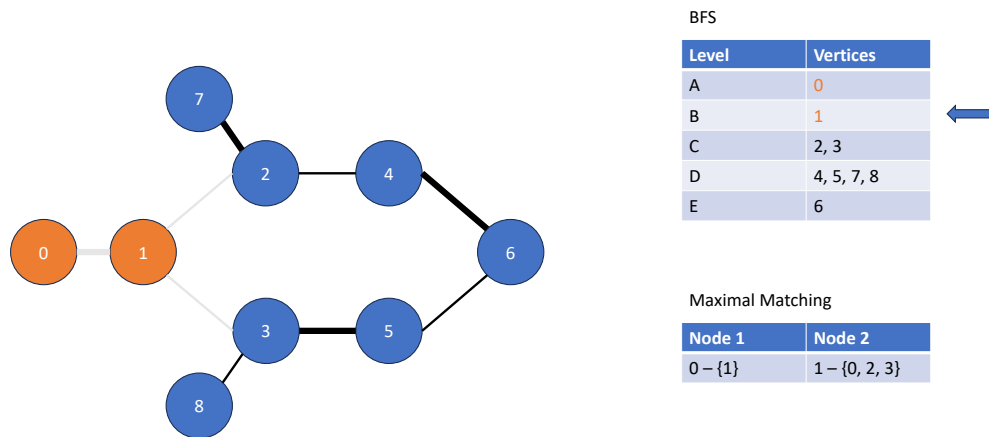 BFS
Level Vertices
A 0
B 1
C 2, 3
D 4, 5, 7, 8
E 6
7
2 4
0 1 6
3 5
8
Maximal Matching
Node 1 Node 2
0 – {1} 1 – {0, 2, 3}